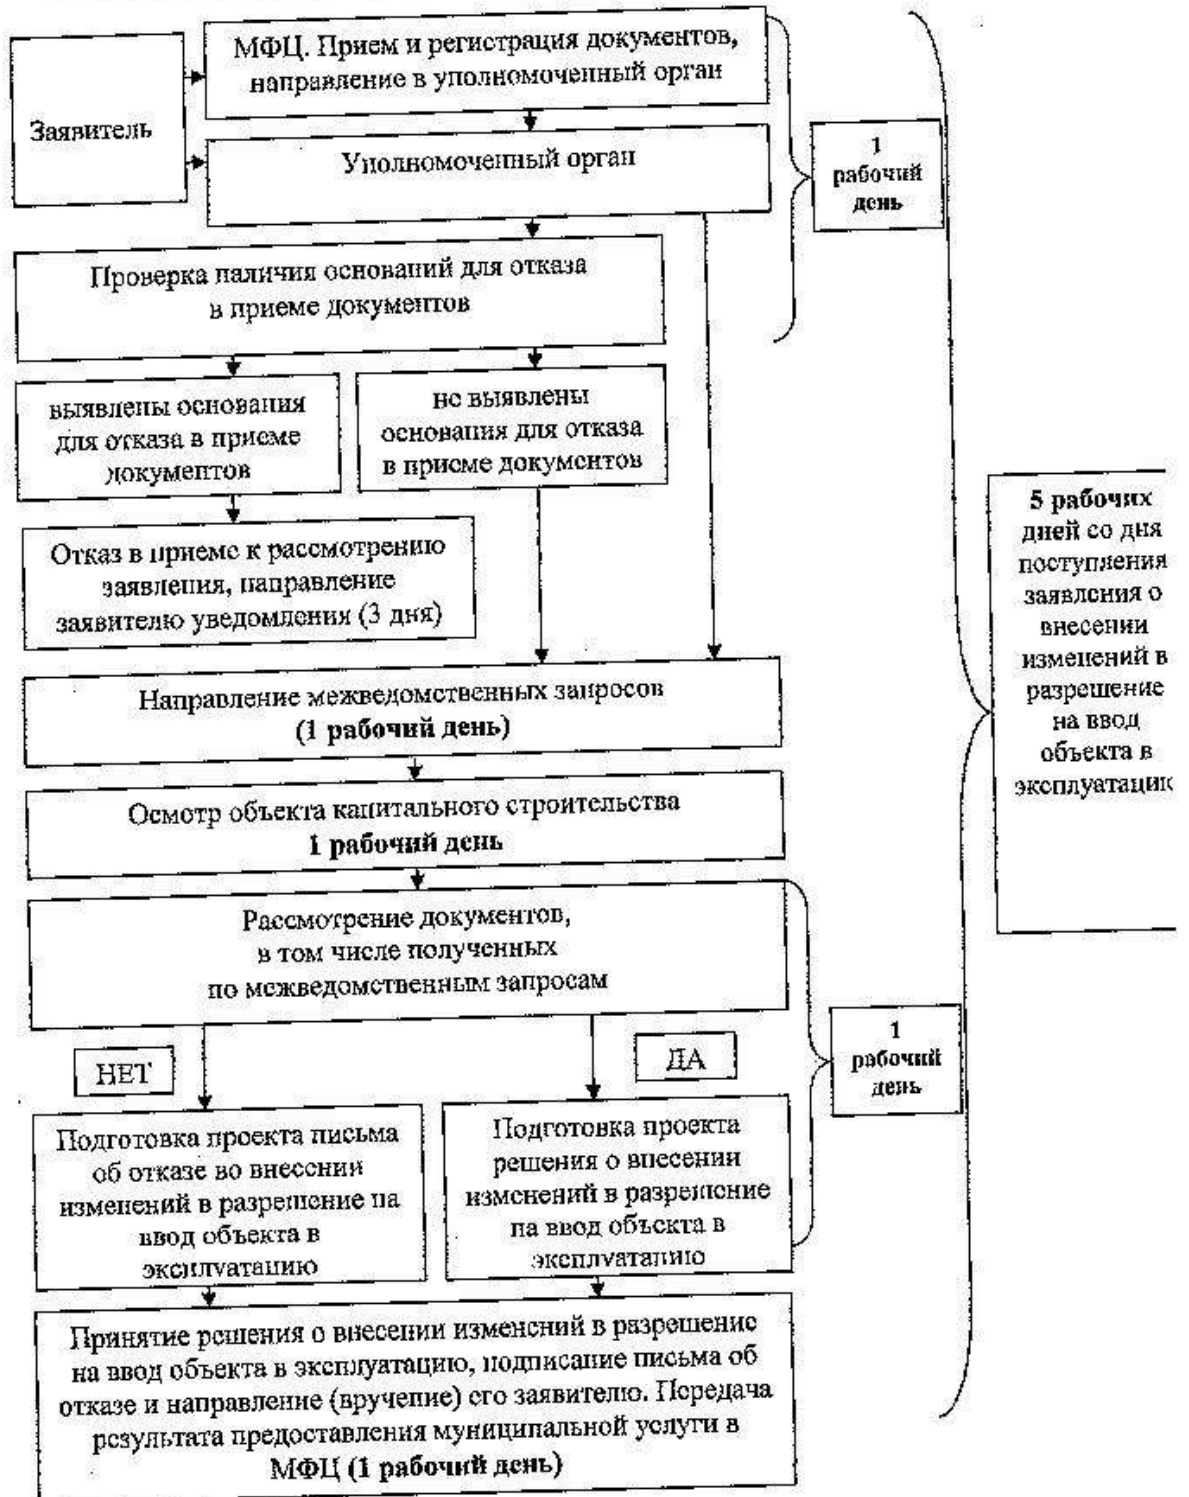 МФЦ. Прием и регистрация документов,
направление в уполномоченный орган
Заявитель
Уполномоченный орган
1
рабочий
день
Проверка наличия оснований для отказа
в приеме документов
выявлены основания
для отказа в приеме
документов
не выявлены
основания для отказа
в приеме документов
Отказ в приеме к рассмотрению
заявления, направление
заявителю уведомления (3 дня)
5 рабочих
дней со дня
поступления
заявления о
внесении
изменений в
разрешение
на ввод
объекта в
эксплуатацию
Направление межведомственных запросов
(1 рабочий день)
Осмотр объекта капитального строительства
1 рабочий день
Рассмотрение документов,
в том числе полученных
по межведомственным запросам
НЕТ
ДА
1
рабочий
день
Подготовка проекта письма
об отказе во внесении
изменений в разрешение на
ввод объекта в
эксплуатацию
Подготовка проекта
решения о внесении
изменений в разрешение
на ввод объекта в
эксплуатацию
Принятие решения о внесении изменений в разрешение
на ввод объекта в эксплуатацию, подписание письма об
отказе и направление (вручение) его заявителю. Передача
результата предоставления муниципальной услуги в
МФЦ (1 рабочий день)